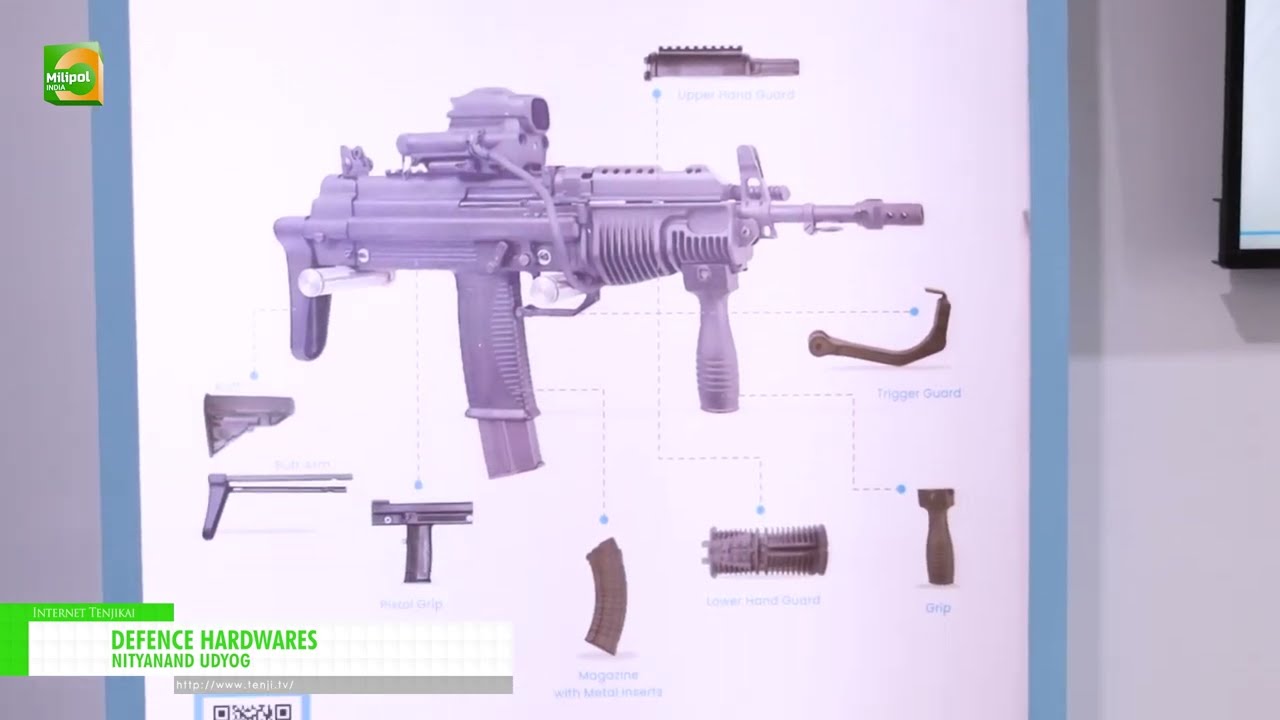 Milipol
INDIA
Upper Hand Guard
Trigger Guard
Butt
Butt arm
Pistol Grip
Lower Hand Guard
Grip
Magazine
with Metal Inserts
INTERNET TENJIKAI
DEFENCE HARDWARES
NITYANAND UDYOG
http://www.tenji.tv/